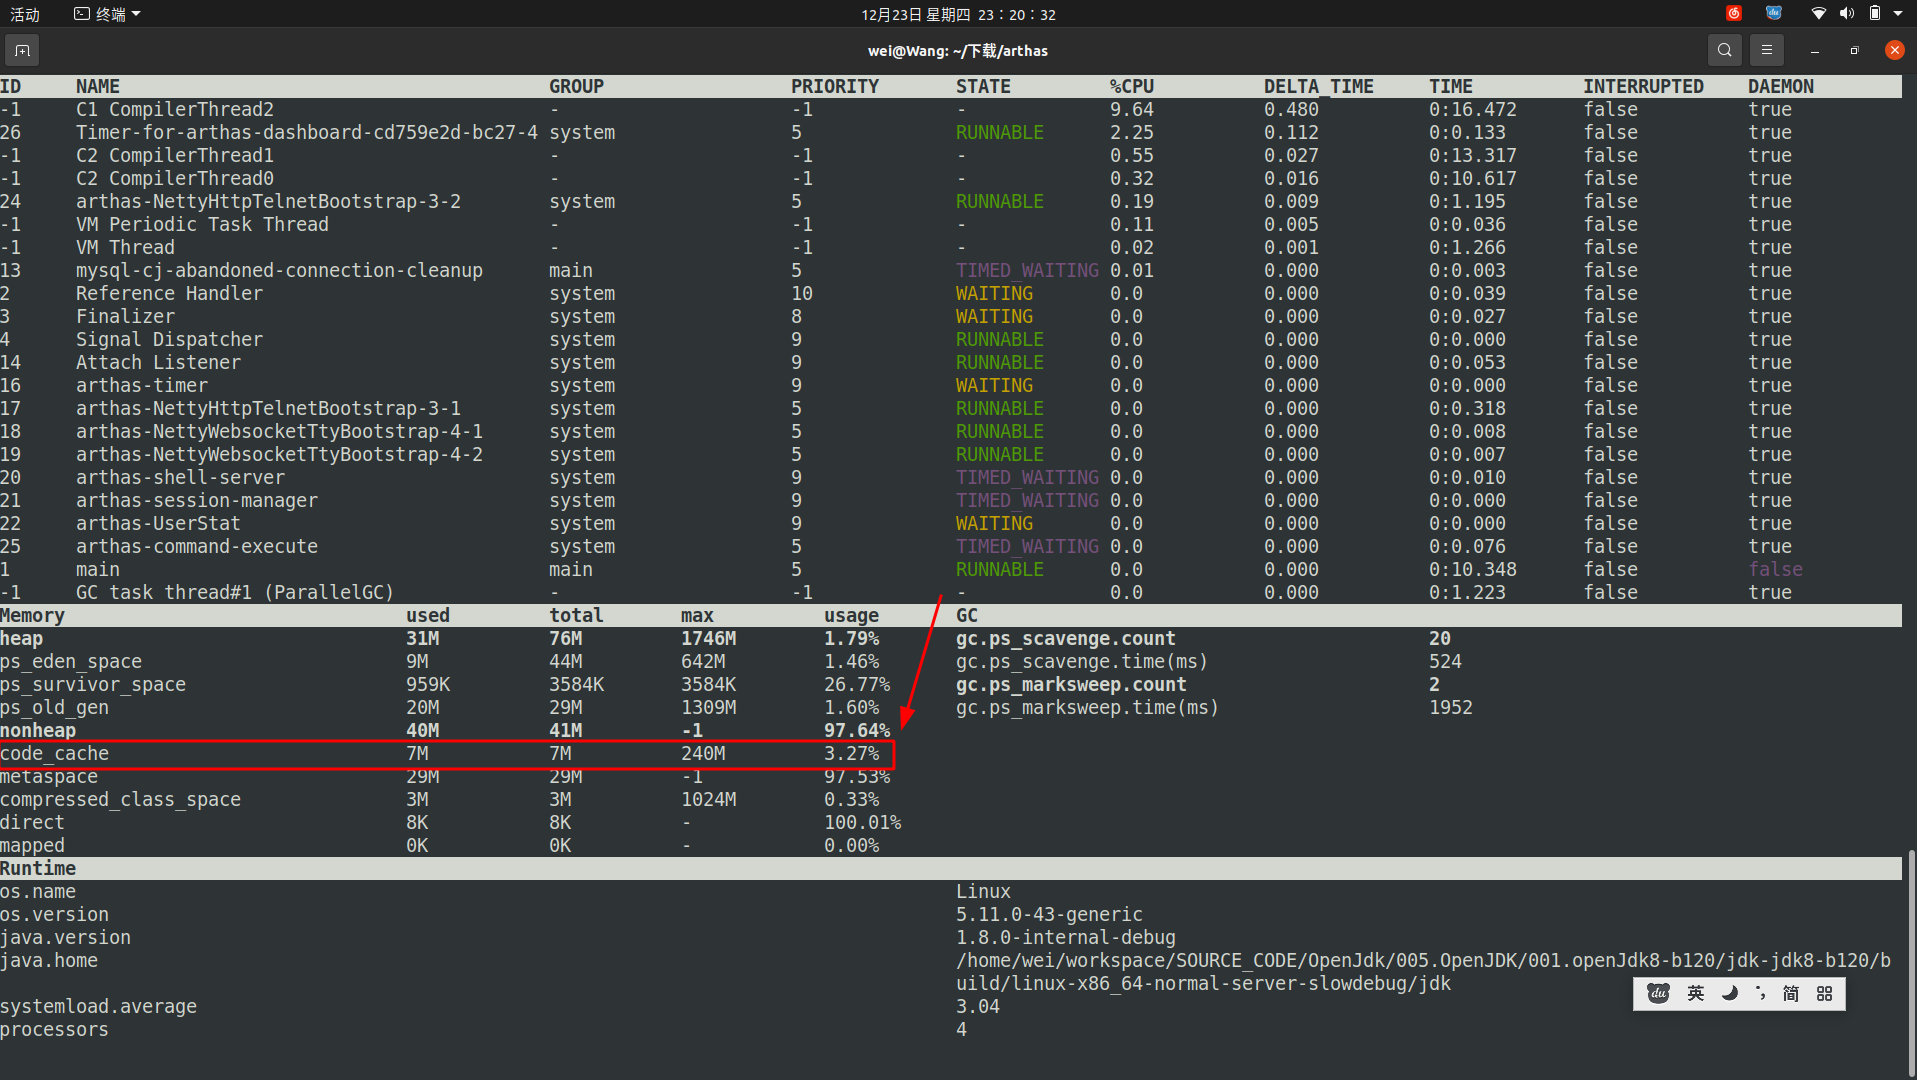 活动 终端 12月23日 星期四 23：20：32
wei@Wang: ~/下载/arthas
ID NAME GROUP PRIORITY STATE %CPU DELTA_TIME TIME INTERRUPTED DAEMON
-1 C1 CompilerThread2 - -1 - 9.64 0.480 0:16.472 false true
26 Timer-for-arthas-dashboard-cd759e2d-bc27-4 system 5 RUNNABLE 2.25 0.112 0:0.133 false true
-1 C2 CompilerThread1 - -1 - 0.55 0.027 0:13.317 false true
-1 C2 CompilerThread0 - -1 - 0.32 0.016 0:10.617 false true
24 arthas-NettyHttpTelnetBootstrap-3-2 system 5 RUNNABLE 0.19 0.009 0:1.195 false true
-1 VM Periodic Task Thread - -1 - 0.11 0.005 0:0.036 false true
-1 VM Thread - -1 - 0.02 0.001 0:1.266 false true
13 mysql-cj-abandoned-connection-cleanup main 5 TIMED_WAITING 0.01 0.000 0:0.003 false true
2 Reference Handler system 10 WAITING 0.0 0.000 0:0.039 false true
3 Finalizer system 8 WAITING 0.0 0.000 0:0.027 false true
4 Signal Dispatcher system 9 RUNNABLE 0.0 0.000 0:0.000 false true
14 Attach Listener system 9 RUNNABLE 0.0 0.000 0:0.053 false true
16 arthas-timer system 9 WAITING 0.0 0.000 0:0.000 false true
17 arthas-NettyHttpTelnetBootstrap-3-1 system 5 RUNNABLE 0.0 0.000 0:0.318 false true
18 arthas-NettyWebsocketTtyBootstrap-4-1 system 5 RUNNABLE 0.0 0.000 0:0.008 false true
19 arthas-NettyWebsocketTtyBootstrap-4-2 system 5 RUNNABLE 0.0 0.000 0:0.007 false true
20 arthas-shell-server system 9 TIMED_WAITING 0.0 0.000 0:0.010 false true
21 arthas-session-manager system 9 TIMED_WAITING 0.0 0.000 0:0.000 false true
22 arthas-UserStat system 9 WAITING 0.0 0.000 0:0.000 false true
25 arthas-command-execute system 5 TIMED_WAITING 0.0 0.000 0:0.076 false true
1 main main 5 RUNNABLE 0.0 0.000 0:10.348 false false
-1 GC task thread#1 (ParallelGC) - -1 - 0.0 0.000 0:1.223 false true
Memory used total max usage GC
heap 31M 76M 1746M 1.79% gc.ps_scavenge.count 20
ps_eden_space 9M 44M 642M 1.46% gc.ps_scavenge.time(ms) 524
ps_survivor_space 959K 3584K 3584K 26.77% gc.ps_marksweep.count 2
ps_old_gen 20M 29M 1309M 1.60% gc.ps_marksweep.time(ms) 1952
nonheap 40M 41M -1 97.64%
code_cache 7M 7M 240M 3.27%
metaspace 29M 29M -1 97.53%
compressed_class_space 3M 3M 1024M 0.33%
direct 8K 8K - 100.01%
mapped 0K 0K - 0.00%
Runtime
os.name Linux
os.version 5.11.0-43-generic
java.version 1.8.0-internal-debug
java.home /home/wei/workspace/SOURCE_CODE/OpenJdk/005.OpenJDK/001.openJdk8-b120/jdk-jdk8-b120/b
uild/linux-x86_64-normal-server-slowdebug/jdk
du 英 简
systemload.average 3.04
processors 4